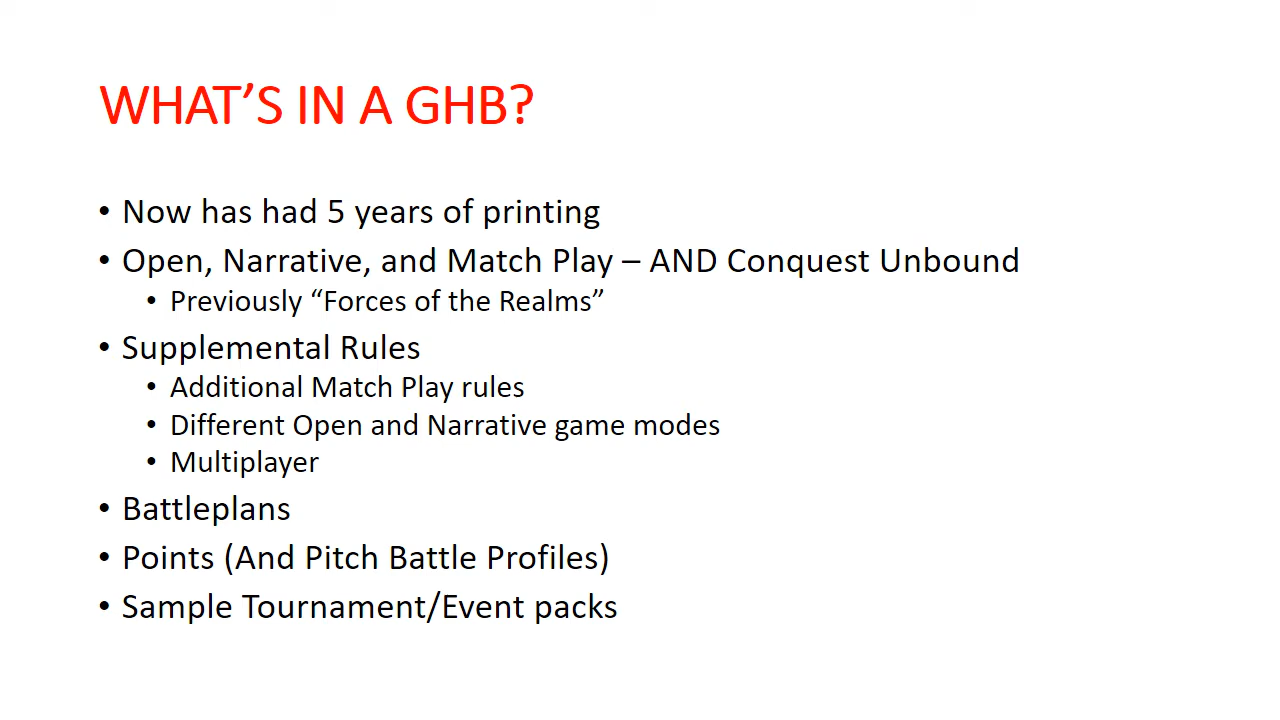 WHAT’S IN A GHB?
• Now has had 5 years of printing
• Open, Narrative, and Match Play – AND Conquest Unbound
• Previously “Forces of the Realms”
• Supplemental Rules
• Additional Match Play rules
• Different Open and Narrative game modes
• Multiplayer
• Battleplans
• Points (And Pitch Battle Profiles)
• Sample Tournament/Event packs